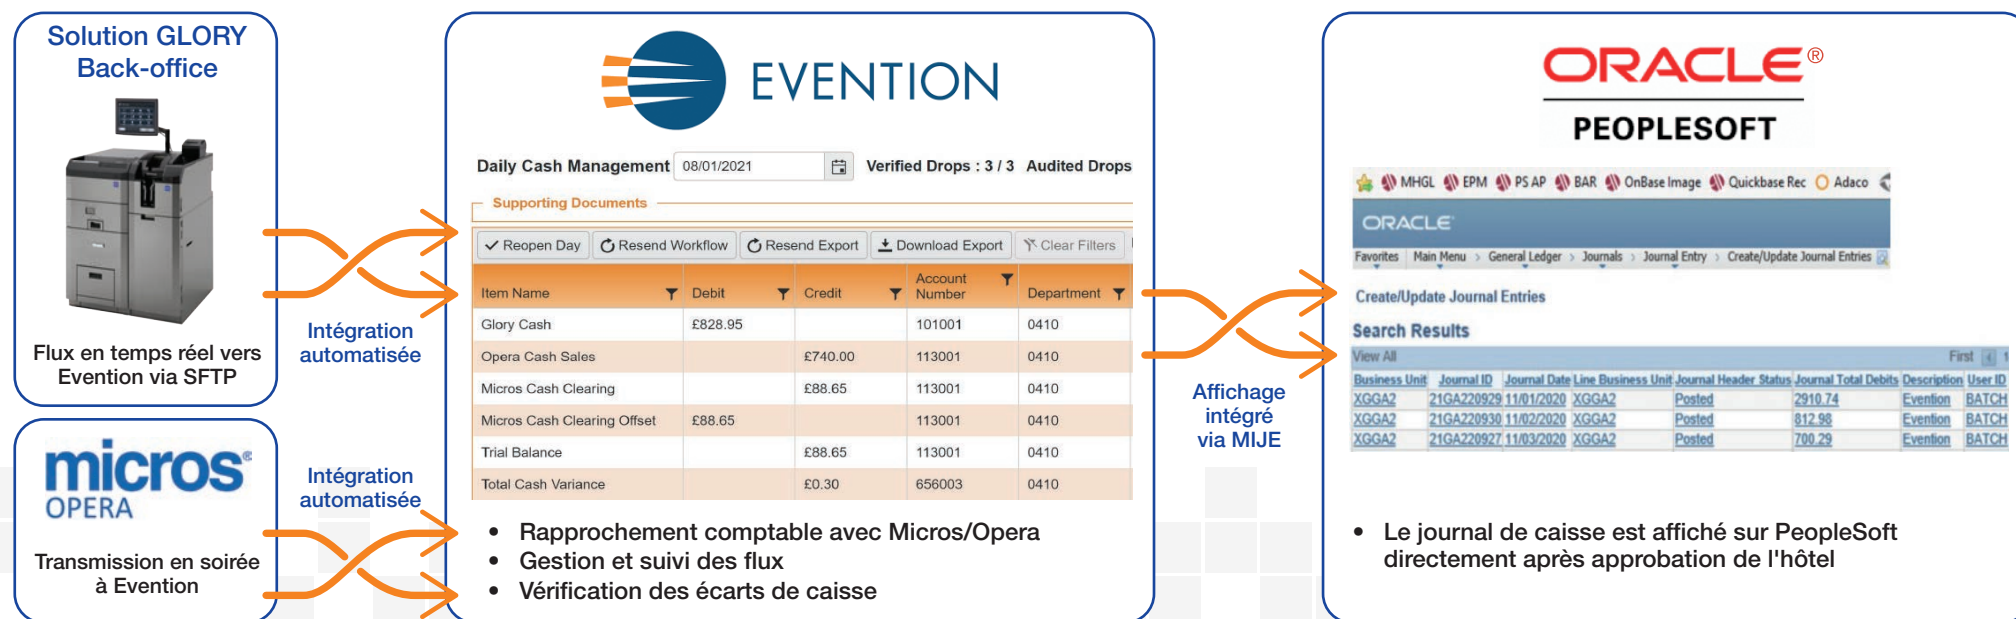 Solution GLORY
Back-office
Flux en temps réel vers
Evention via SFTP
micros®
OPERA
Transmission en soirée
à Evention
Intégration
automatisée
Intégration
automatisée
EVENTION
Daily Cash Management 08/01/2021 Verified Drops : 3 / 3 Audited Drops
Supporting Documents
Reopen Day Resend Workflow Resend Export Download Export Clear Filters
Item Name Debit Credit Account Number Department
Glory Cash £828.95 101001 0410
Opera Cash Sales £740.00 113001 0410
Micros Cash Clearing £88.65 113001 0410
Micros Cash Clearing Offset £88.65 113001 0410
Trial Balance £88.65 113001 0410
Total Cash Variance £0.30 656003 0410
• Rapprochement comptable avec Micros/Opera
• Gestion et suivi des flux
• Vérification des écarts de caisse
Affichage
intégré
via MIJE
ORACLE®
PEOPLESOFT
MHGL EPM PS AP BAR OnBase Image Quickbase Rec Adaco
ORACLE
Favorites Main Menu > General Ledger > Journals > Journal Entry > Create/Update Journal Entries
Create/Update Journal Entries
Search Results
View All First
Business Unit Journal ID Journal Date Line Business Unit Journal Header Status Journal Total Debits Description User ID
XGGA2 21GA220929 11/01/2020 XGGA2 Posted 2910.74 Evention BATCH
XGGA2 21GA220930 11/02/2020 XGGA2 Posted 812.98 Evention BATCH
XGGA2 21GA220927 11/03/2020 XGGA2 Posted 700.29 Evention BATCH
• Le journal de caisse est affiché sur PeopleSoft
directement après approbation de l'hôtel